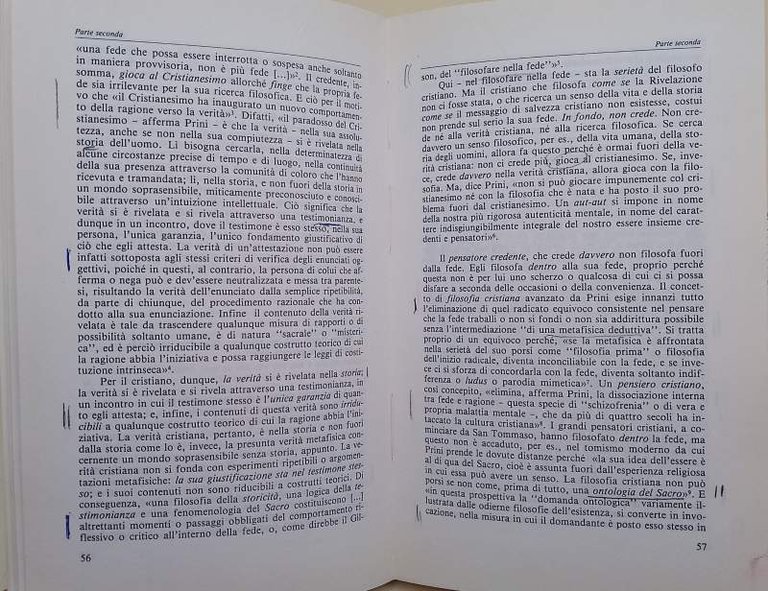 Parte seconda
«una fede che possa essere interrotta o sospesa anche soltanto
in maniera provvisoria, non è più fede [...]»². Il credente, in-
somma, gioca al Cristianesimo allorché finge che la propria fe-
de sia irrilevante per la sua ricerca filosofica. E ciò per il moti-
vo che «il Cristianesimo ha inaugurato un nuovo comportamen-
to della ragione verso la verità»³. Difatti, «il paradosso del Cri-
stianesimo – afferma Prini – è che la verità – nella sua assolu-
tezza, anche se non nella sua compiutezza – si è rivelata nella
storia dell'uomo. Lì bisogna cercarla, nella determinatezza di
alcune circostanze precise di tempo e di luogo, nella continuità
della sua presenza attraverso la comunità di coloro che l'hanno
ricevuta e tramandata; lì, nella storia, e non fuori della storia in
un mondo soprasensibile, miticamente preconosciuto e conosci-
bile attraverso un'intuizione intellettuale. Ciò significa che la
verità si è rivelata e si rivela attraverso una testimonianza, e
dunque in un incontro, dove il testimone è esso stesso, nella sua
persona, l'unica garanzia, l'unico fondamento giustificativo di
ciò che egli attesta. La verità di un'attestazione non può essere
infatti sottoposta agli stessi criteri di verifica degli enunciati og-
gettivi, poiché in questi, al contrario, la persona di colui che af-
ferma o nega può e dev'essere neutralizzata e messa tra parente-
si, risultando la verità dell'enunciato dalla semplice ripetibilità,
da parte di chiunque, del procedimento razionale che ha con-
dotto alla sua enunciazione. Infine il contenuto della verità ri-
velata è tale da trascendere qualunque misura di rapporti o di
possibilità soltanto umane, è di natura "sacrale" o "misteri-
ca", ed è perciò irriducibile a qualunque costrutto teorico di cui
la ragione abbia l'iniziativa e possa raggiungere le leggi di costi-
tuzione intrinseca»⁴.
Per il cristiano, dunque, la verità si è rivelata nella storia;
la verità si è rivelata e si rivela attraverso una testimonianza, in
un incontro in cui il testimone stesso è l'unica garanzia di quan-
to egli attesta; e, infine, i contenuti di questa verità sono irridu-
cibili a qualunque costrutto teorico di cui la ragione abbia l'ini-
ziativa. La verità cristiana, pertanto, è nella storia e non fuori
dalla storia come lo è, invece, la presunta verità metafisica con-
cernente un mondo soprasensibile senza storia, appunto. La ve-
rità cristiana non si fonda con esperimenti ripetibili o argomen-
tazioni metafisiche: la sua giustificazione sta nel testimone stes-
so; e i suoi contenuti non sono riducibili a costrutti teorici. Di
conseguenza, «una filosofia della storicità, una logica della te-
stimonianza e una fenomenologia del Sacro costituiscono [...]
altrettanti momenti o passaggi obbligati del comportamento ri-
flessivo o critico all'interno della fede, o, come direbbe il Gil-
56
Parte seconda
son, del "filosofare nella fede"»⁵.
Qui – nel filosofare nella fede – sta la serietà del filosofo
cristiano. Ma il cristiano che filosofa come se la Rivelazione
non ci fosse stata, o che ricerca un senso della vita e della storia
come se il messaggio di salvezza cristiano non esistesse, costui
non prende sul serio la sua fede. In fondo, non crede. Non cre-
de né alla verità cristiana, né alla ricerca filosofica. Se cerca
davvero un senso filosofico, per es., della vita umana, della sto-
ria degli uomini, allora fa questo perché è ormai fuori della ve-
rità cristiana: non ci crede più, gioca al cristianesimo. Se, inve-
ce, crede davvero nella verità cristiana, allora gioca con la filo-
sofia. Ma, dice Prini, «non si può giocare impunemente col cri-
stianesimo né con la filosofia che è nata e ha posto il suo pro-
blema fuori dal cristianesimo. Un aut-aut si impone in nome
della nostra più rigorosa autenticità mentale, in nome del carat-
tere indisgiungibilmente integrale del nostro essere insieme cre-
denti e pensatori»⁶.
Il pensatore credente, che crede davvero non filosofa fuori
dalla fede. Egli filosofa dentro alla sua fede, proprio perché
questa non è per lui uno scherzo o qualcosa di cui ci si possa
disfare a seconda delle occasioni o della convenienza. Il concet-
to di filosofia cristiana avanzato da Prini esige innanzi tutto
l'eliminazione di quel radicato equivoco consistente nel pensare
che la fede traballi o non si fondi o non sia addirittura possibile
senza l'intermediazione "di una metafisica deduttiva". Si tratta
proprio di un equivoco perché, «se la metafisica è affrontata
nella serietà del suo porsi come "filosofia prima" o filosofia
dell'inizio radicale, diventa inconciliabile con la fede, e se inve-
ce ci si sforza di concordarla con la fede, diventa soltanto indif-
ferenza o ludus o parodia mimetica»⁷. Un pensiero cristiano,
così concepito, «elimina, afferma Prini, la dissociazione interna
tra fede e ragione – questa specie di "schizofrenia" o di vera e
propria malattia mentale –, che da più di quattro secoli ha in-
taccato la cultura cristiana»⁸. I grandi pensatori cristiani, a co-
minciare da San Tommaso, hanno filosofato dentro la fede, ma
questo non è accaduto, per es., nel tomismo moderno da cui
Prini prende le dovute distanze perché «la sua idea dell'essere è
al di qua del Sacro, cioè è assunta fuori dall'esperienza religiosa
in cui essa può avere un senso. La filosofia cristiana non può
porsi se non come, prima di tutto, una ontologia del Sacro»⁹. E
«in questa prospettiva la "domanda ontologica" variamente il-
lustrata dalle odierne filosofie dell'esistenza, si converte in invo-
cazione, nella misura in cui il domandante è posto esso stesso in
57